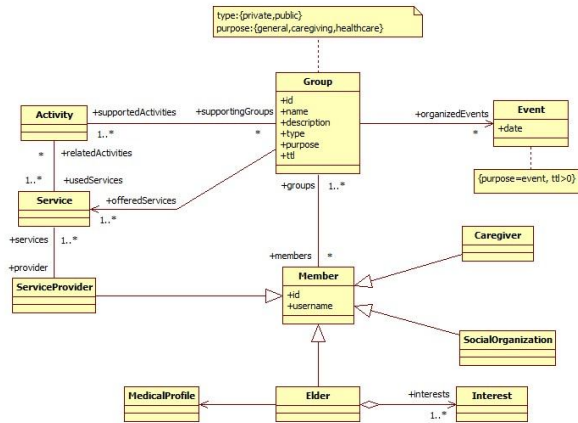 type:{private,public}
purpose:{general,caregiving,healthcare}
Group
+id
+name
+description
+type
+purpose
+ttl
Activity
+supportedActivities
1..*
+supportingGroups
*
+organizedEvents
*
Event
+date
{purpose=event, ttl>0}
*
+relatedActivities
1..*
+usedServices
Service
+offeredServices
1..*
+groups
1..*
+services
1..*
+provider
ServiceProvider
+members
*
Member
+id
+username
Caregiver
SocialOrganization
MedicalProfile
Elder
+interests
1..*
Interest